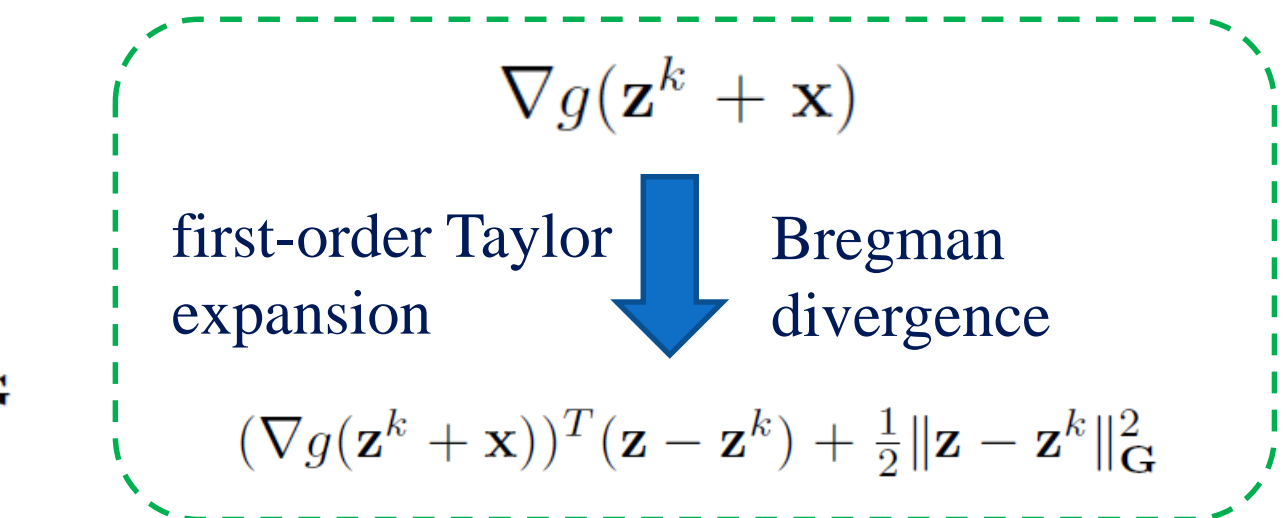 ∇g(𝐳^k + 𝐱)
first-order Taylor
expansion
Bregman
divergence
G
(∇g(𝐳^k + 𝐱))^T(𝐳 − 𝐳^k) + ½‖𝐳 − 𝐳^k‖²_𝐆